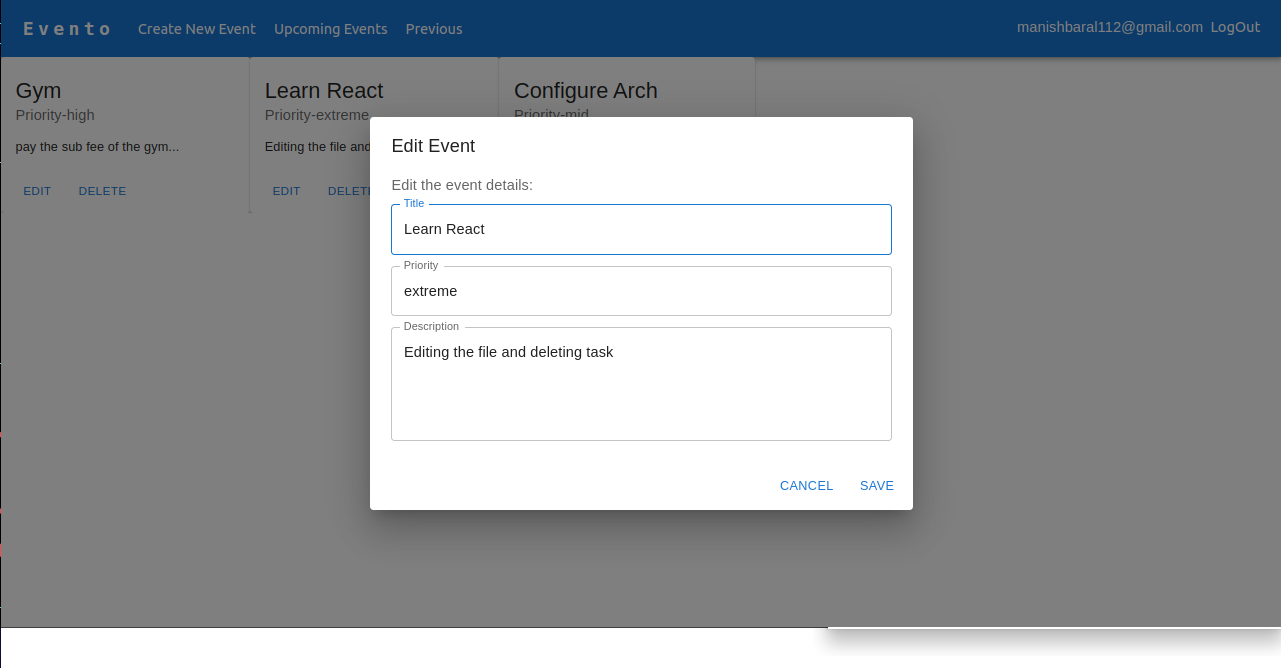 Evento Create New Event Upcoming Events Previous manishbaral112@gmail.com LogOut
Gym
Priority-high
pay the sub fee of the gym...
EDIT DELETE
Learn React
Priority-extreme
Editing the file and
EDIT DELETE
Configure Arch
Priority-mid
Edit Event
Edit the event details:
Title
Learn React
Priority
extreme
Description
Editing the file and deleting task
CANCEL SAVE